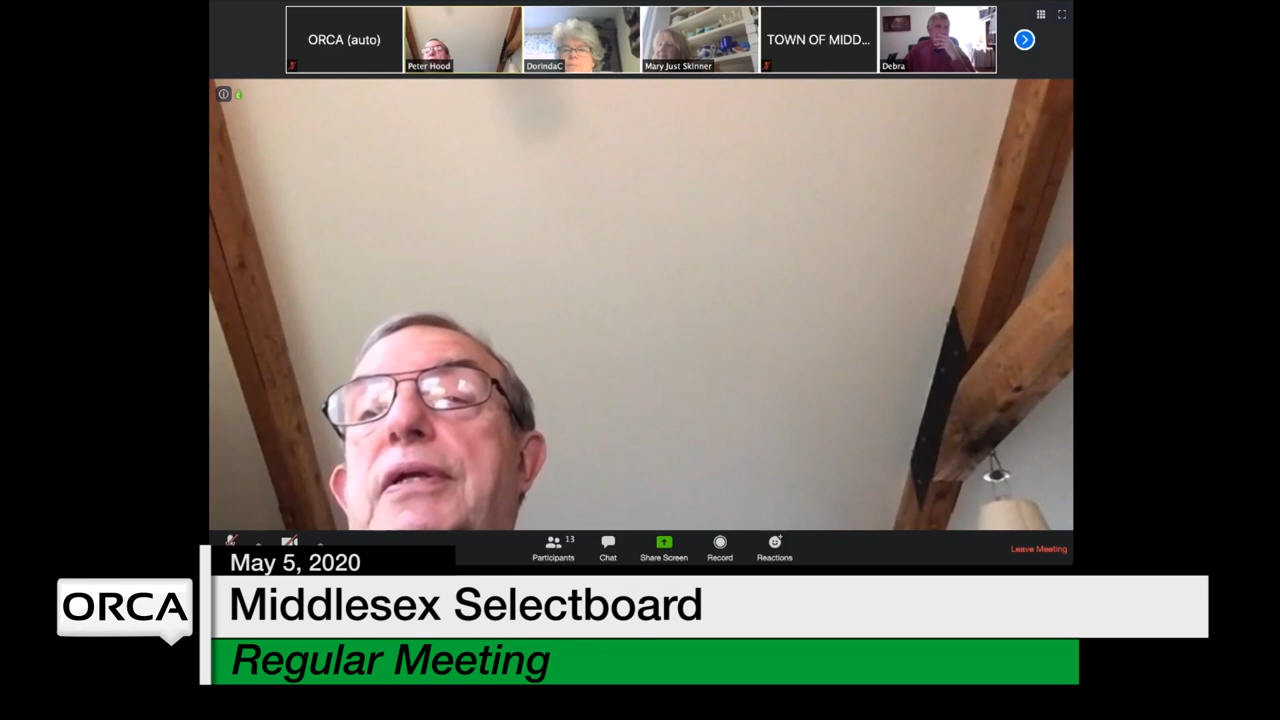 ORCA (auto)
Peter Hood
DorindaC
Mary Just Skinner
TOWN OF MIDD...
Debra
13
Participants
Chat
Share Screen
Record
Reactions
Leave Meeting
May 5, 2020
ORCA
Middlesex Selectboard
Regular Meeting